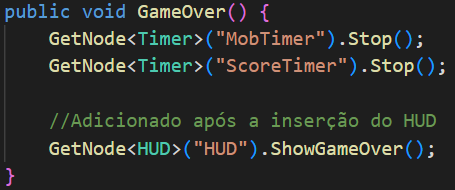 public void GameOver() {
GetNode<Timer>("MobTimer").Stop();
GetNode<Timer>("ScoreTimer").Stop();
//Adicionado após a inserção do HUD
GetNode<HUD>("HUD").ShowGameOver();
}